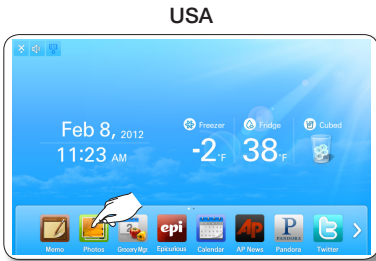 USA
Feb 8, 2012
11:23 AM
Freezer
-2°F
Fridge
38°F
Cubed
epi
AP
P
PANDORA
Memo
Photos
Grocery Mgr.
Epicurious
Calendar
AP News
Pandora
Twitter